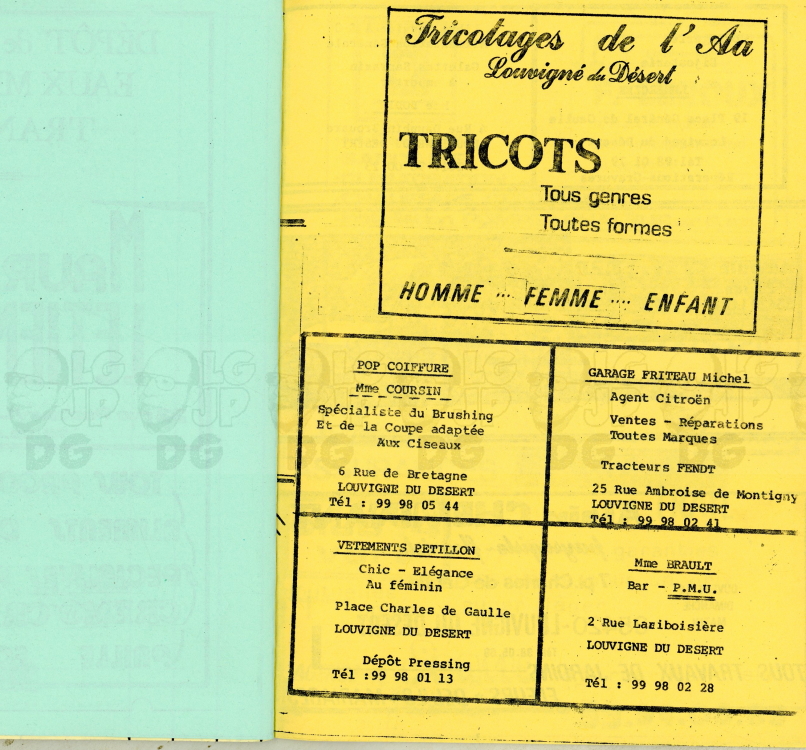 Tricotages de l'Aa
Louvigné du Désert
TRICOTS
Tous genres
Toutes formes
HOMME ... FEMME .... ENFANT
POP COIFFURE
Mme COURSIN
Spécialiste du Brushing
Et de la Coupe adaptée
Aux Ciseaux
6 Rue de Bretagne
LOUVIGNE DU DESERT
Tél : 99 98 05 44
GARAGE FRITEAU Michel
Agent Citroën
Ventes - Réparations
Toutes Marques
Tracteurs FENDT
25 Rue Ambroise de Montigny
LOUVIGNE DU DESERT
Tél : 99 98 02 41
VETEMENTS PETILLON
Chic - Elégance
Au féminin
Place Charles de Gaulle
LOUVIGNE DU DESERT
Dépôt Pressing
Tél :99 98 01 13
Mme BRAULT
Bar - P.M.U.
2 Rue Lariboisière
LOUVIGNE DU DESERT
Tél : 99 98 02 28